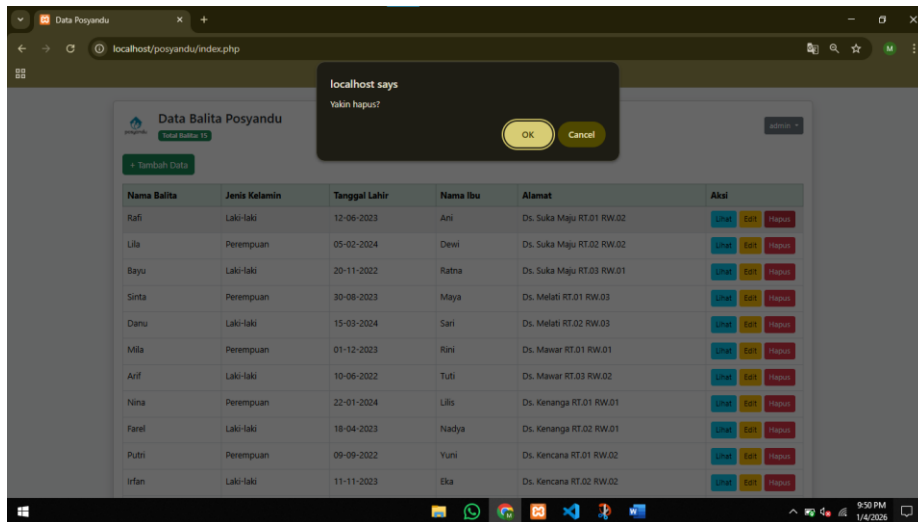 Data Posyandu
localhost/posyandu/index.php
M
localhost says
Yakin hapus?
OK
Cancel
posyandu
Data Balita Posyandu
Total Balita: 15
admin
+ Tambah Data
Nama Balita Jenis Kelamin Tanggal Lahir Nama Ibu Alamat Aksi
Rafi Laki-laki 12-06-2023 Ani Ds. Suka Maju RT.01 RW.02 Lihat Edit Hapus
Lila Perempuan 05-02-2024 Dewi Ds. Suka Maju RT.02 RW.02 Lihat Edit Hapus
Bayu Laki-laki 20-11-2022 Ratna Ds. Suka Maju RT.03 RW.01 Lihat Edit Hapus
Sinta Perempuan 30-08-2023 Maya Ds. Melati RT.01 RW.03 Lihat Edit Hapus
Danu Laki-laki 15-03-2024 Sari Ds. Melati RT.02 RW.03 Lihat Edit Hapus
Mila Perempuan 01-12-2023 Rini Ds. Mawar RT.01 RW.01 Lihat Edit Hapus
Arif Laki-laki 10-06-2022 Tuti Ds. Mawar RT.03 RW.02 Lihat Edit Hapus
Nina Perempuan 22-01-2024 Lilis Ds. Kenanga RT.01 RW.01 Lihat Edit Hapus
Farel Laki-laki 18-04-2023 Nadya Ds. Kenanga RT.02 RW.01 Lihat Edit Hapus
Putri Perempuan 09-09-2022 Yuni Ds. Kencana RT.01 RW.02 Lihat Edit Hapus
Irfan Laki-laki 11-11-2023 Eka Ds. Kencana RT.02 RW.02 Lihat Edit Hapus
9:50 PM
1/4/2026